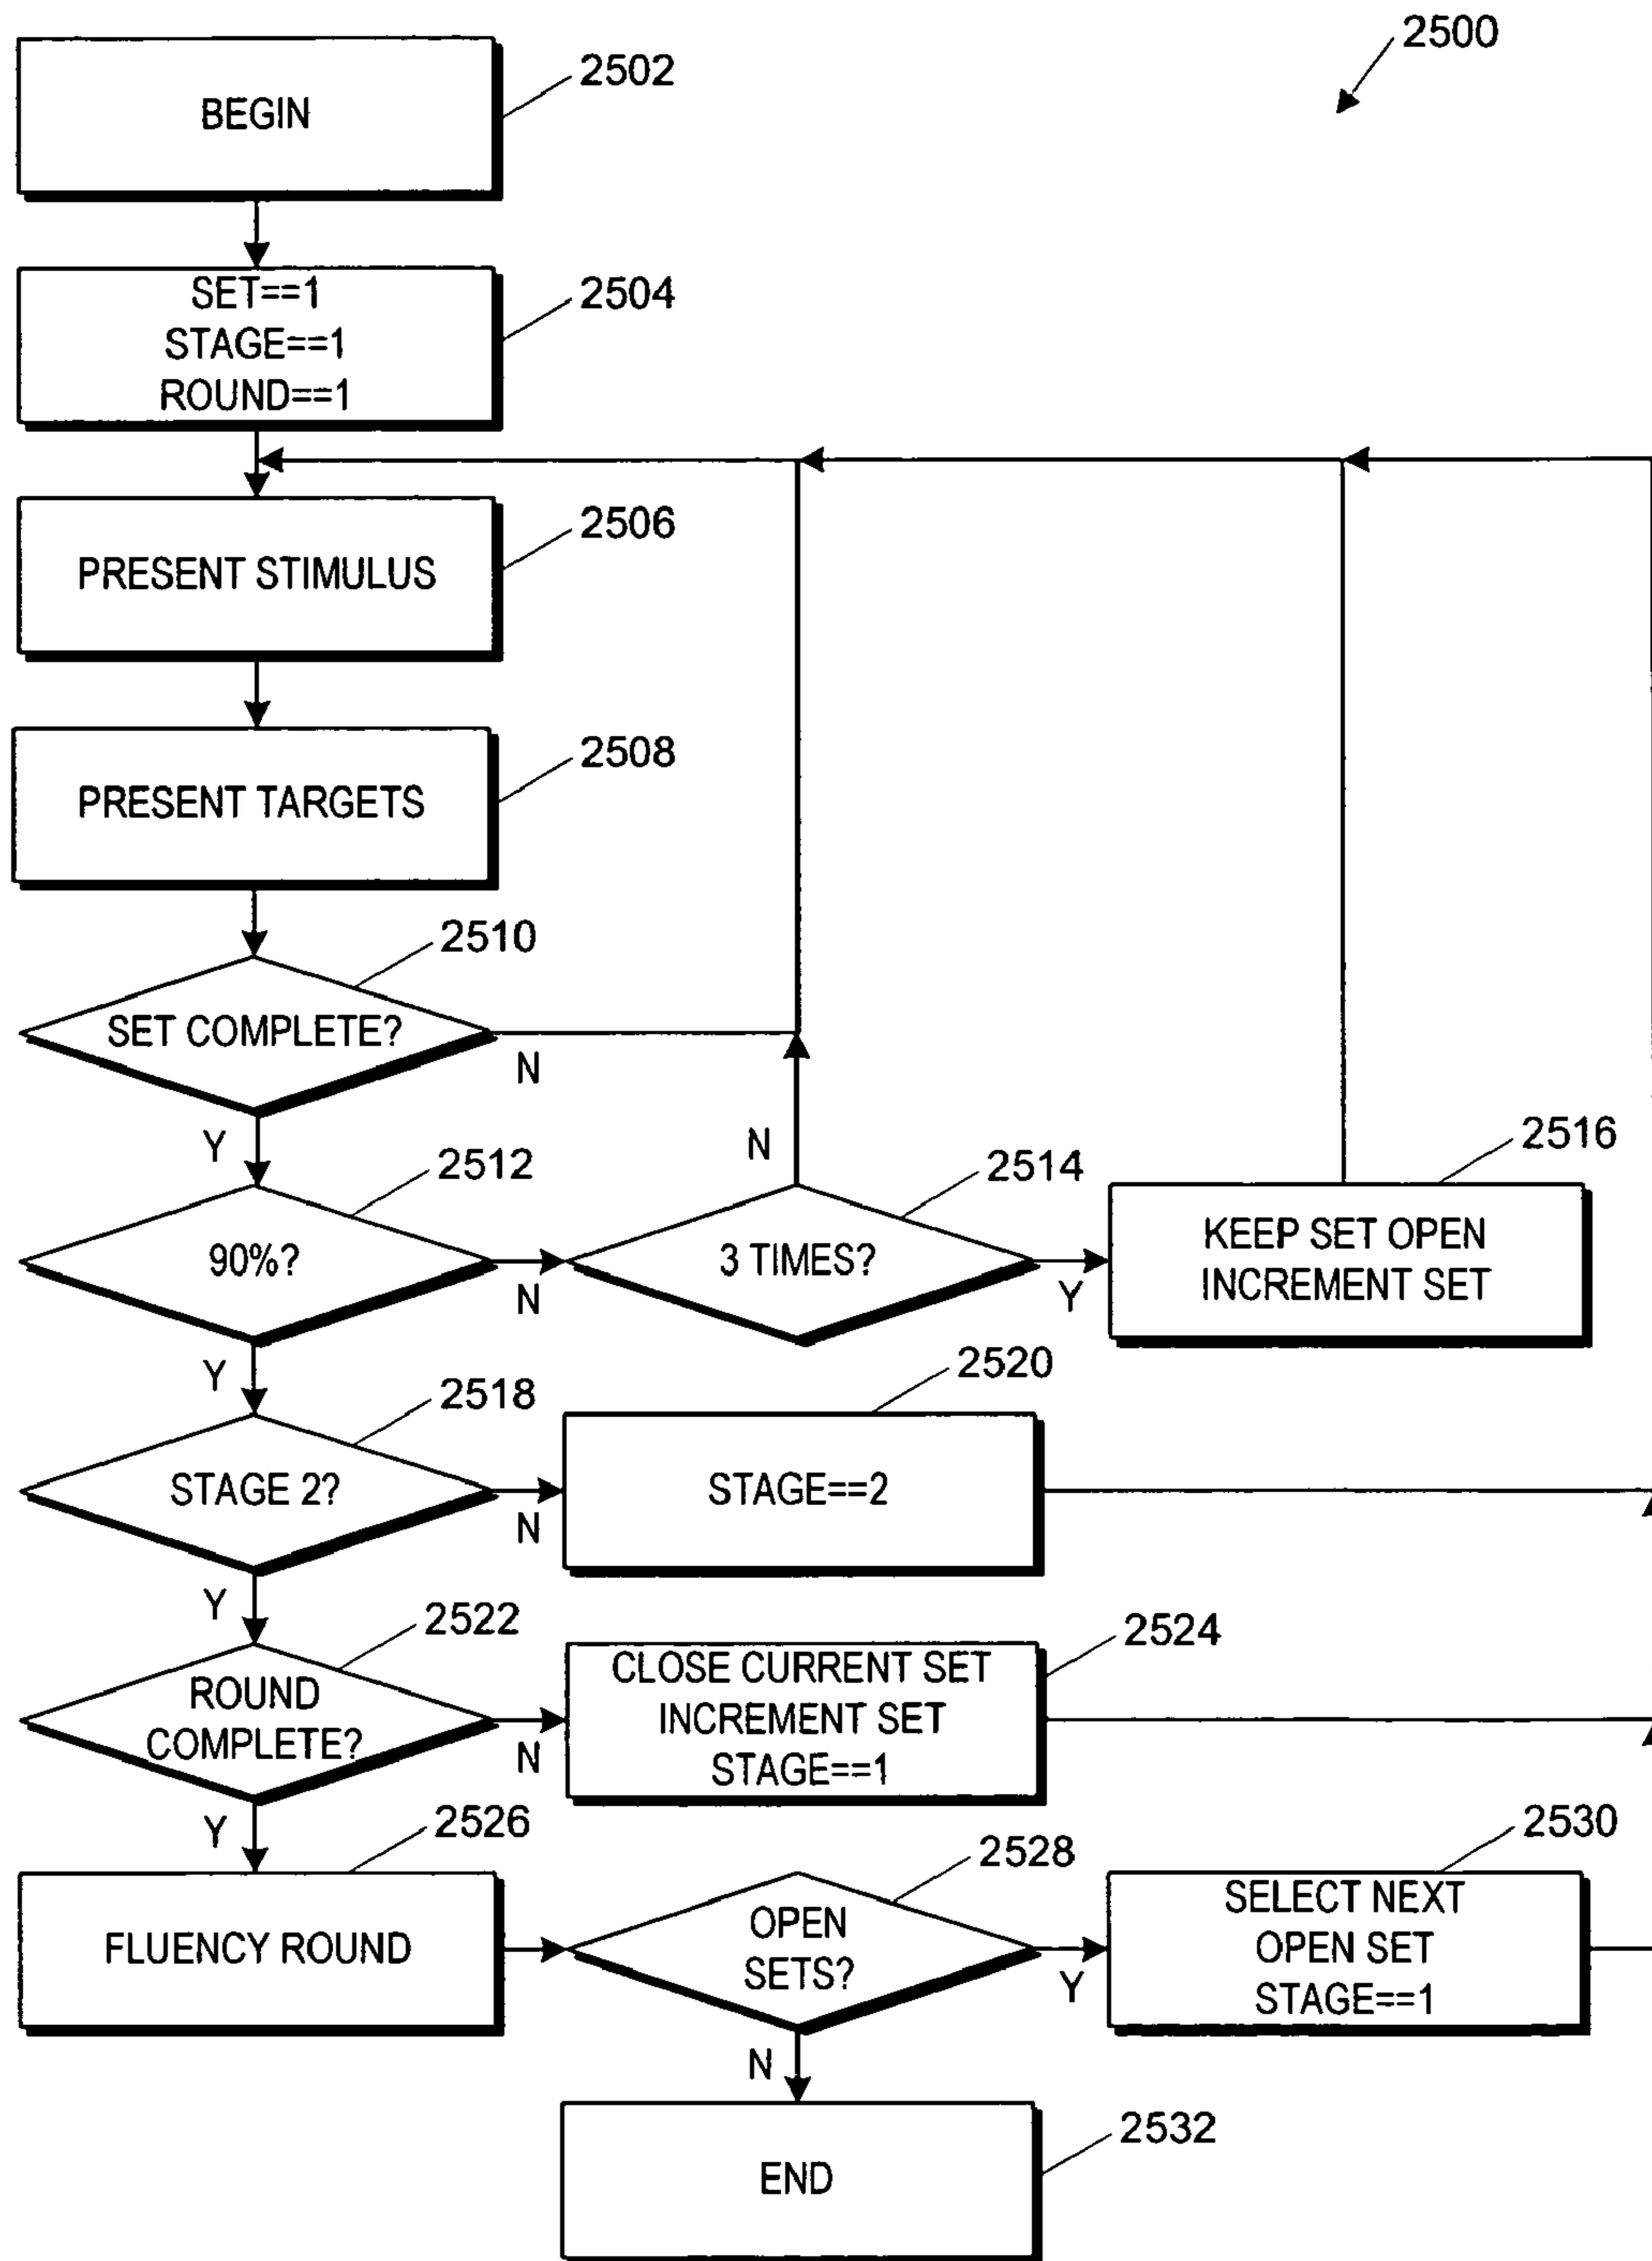 2500
2502
BEGIN
2504
SET==1
STAGE==1
ROUND==1
2506
PRESENT STIMULUS
2508
PRESENT TARGETS
2510
SET COMPLETE?
N
Y
2512
90%?
N
2514
3 TIMES?
N
Y
2516
KEEP SET OPEN
INCREMENT SET
Y
2518
STAGE 2?
N
2520
STAGE==2
Y
2522
ROUND
COMPLETE?
N
2524
CLOSE CURRENT SET
INCREMENT SET
STAGE==1
Y
2526
FLUENCY ROUND
2528
OPEN
SETS?
Y
2530
SELECT NEXT
OPEN SET
STAGE==1
N
2532
END